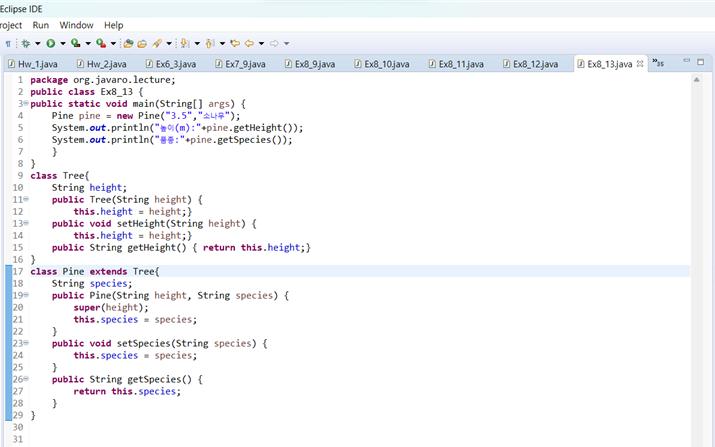 Eclipse IDE
roject Run Window Help
Hw_1.java Hw_2.java Ex6_3.java Ex7_9.java Ex8_9.java Ex8_10.java Ex8_11.java Ex8_12.java Ex8_13.java »35
1 package org.javaro.lecture;
2 public class Ex8_13 {
3 public static void main(String[] args) {
4 Pine pine = new Pine("3.5","소나무");
5 System.out.println("높이(m):"+pine.getHeight());
6 System.out.println("품종:"+pine.getSpecies());
7 }
8 }
9 class Tree{
10 String height;
11 public Tree(String height) {
12 this.height = height;}
13 public void setHeight(String height) {
14 this.height = height;}
15 public String getHeight() { return this.height;}
16 }
17 class Pine extends Tree{
18 String species;
19 public Pine(String height, String species) {
20 super(height);
21 this.species = species;
22 }
23 public void setSpecies(String species) {
24 this.species = species;
25 }
26 public String getSpecies() {
27 return this.species;
28 }
29 }
30
31